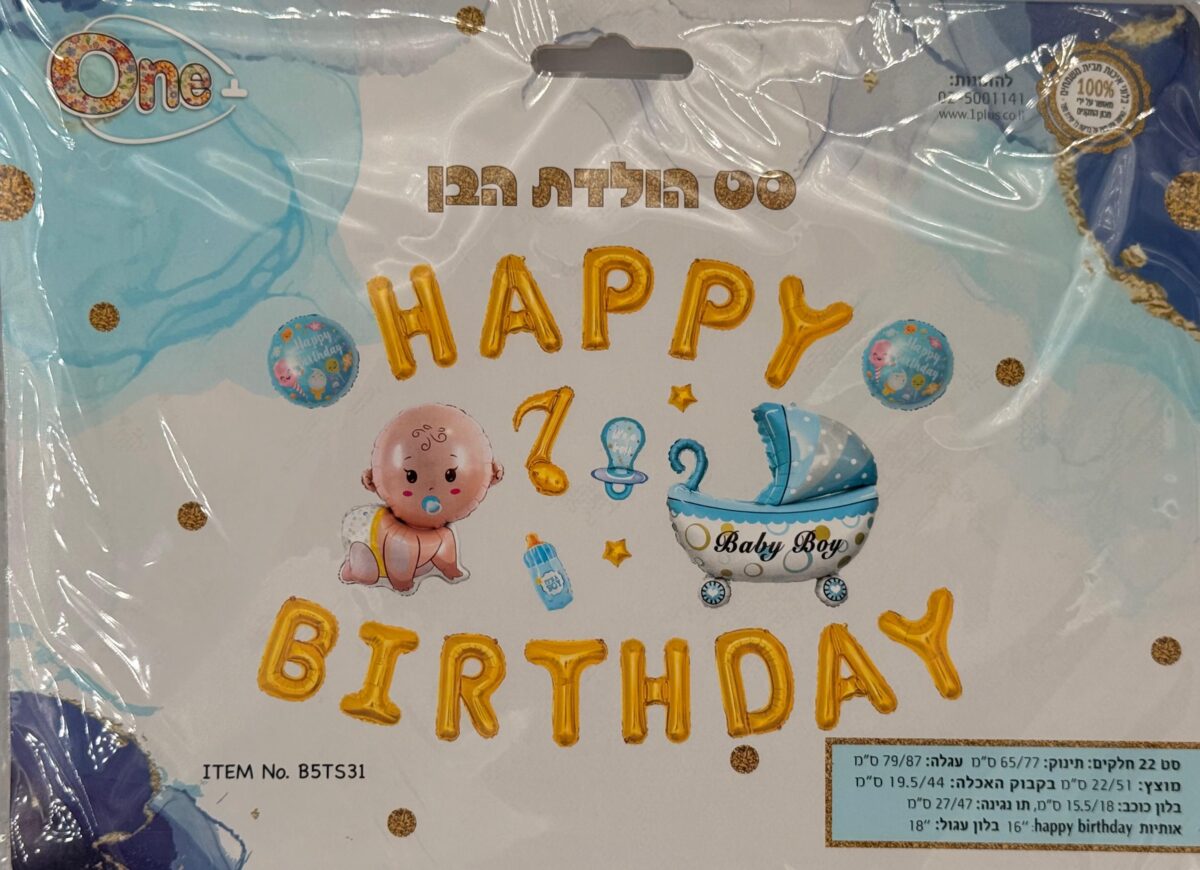 One
להזמנות:
02-5001141
www.1plus.co.il
100%
סט הולדת הבן
HAPPY
Happy Birthday
Happy Birthday
Baby Boy
BIRTHDAY
ITEM No. B5TS31
סט 22 חלקים: תינוק: 65/77 ס"מ עגלה: 79/87 ס"מ
מוצץ: 22/51 ס"מ בקבוק האכלה: 19.5/44 ס"מ
בלון כוכב: 15.5/18 ס"מ, תו נגינה: 27/47 ס"מ
אותיות happy birthday: "16 בלון עגול: "18